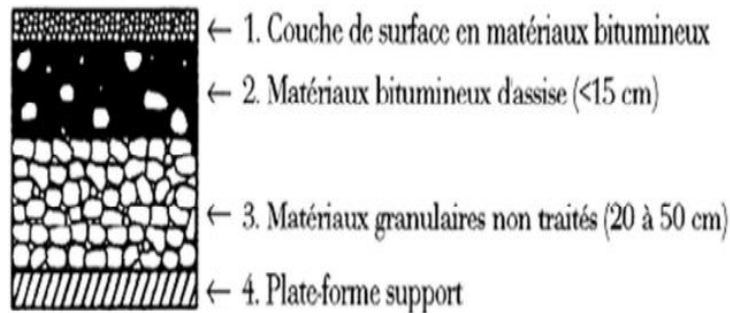 ← 1. Couche de surface en matériaux bitumineux
← 2. Matériaux bitumineux d'assise (<15 cm)
← 3. Matériaux granulaires non traités (20 à 50 cm)
← 4. Plate-forme support